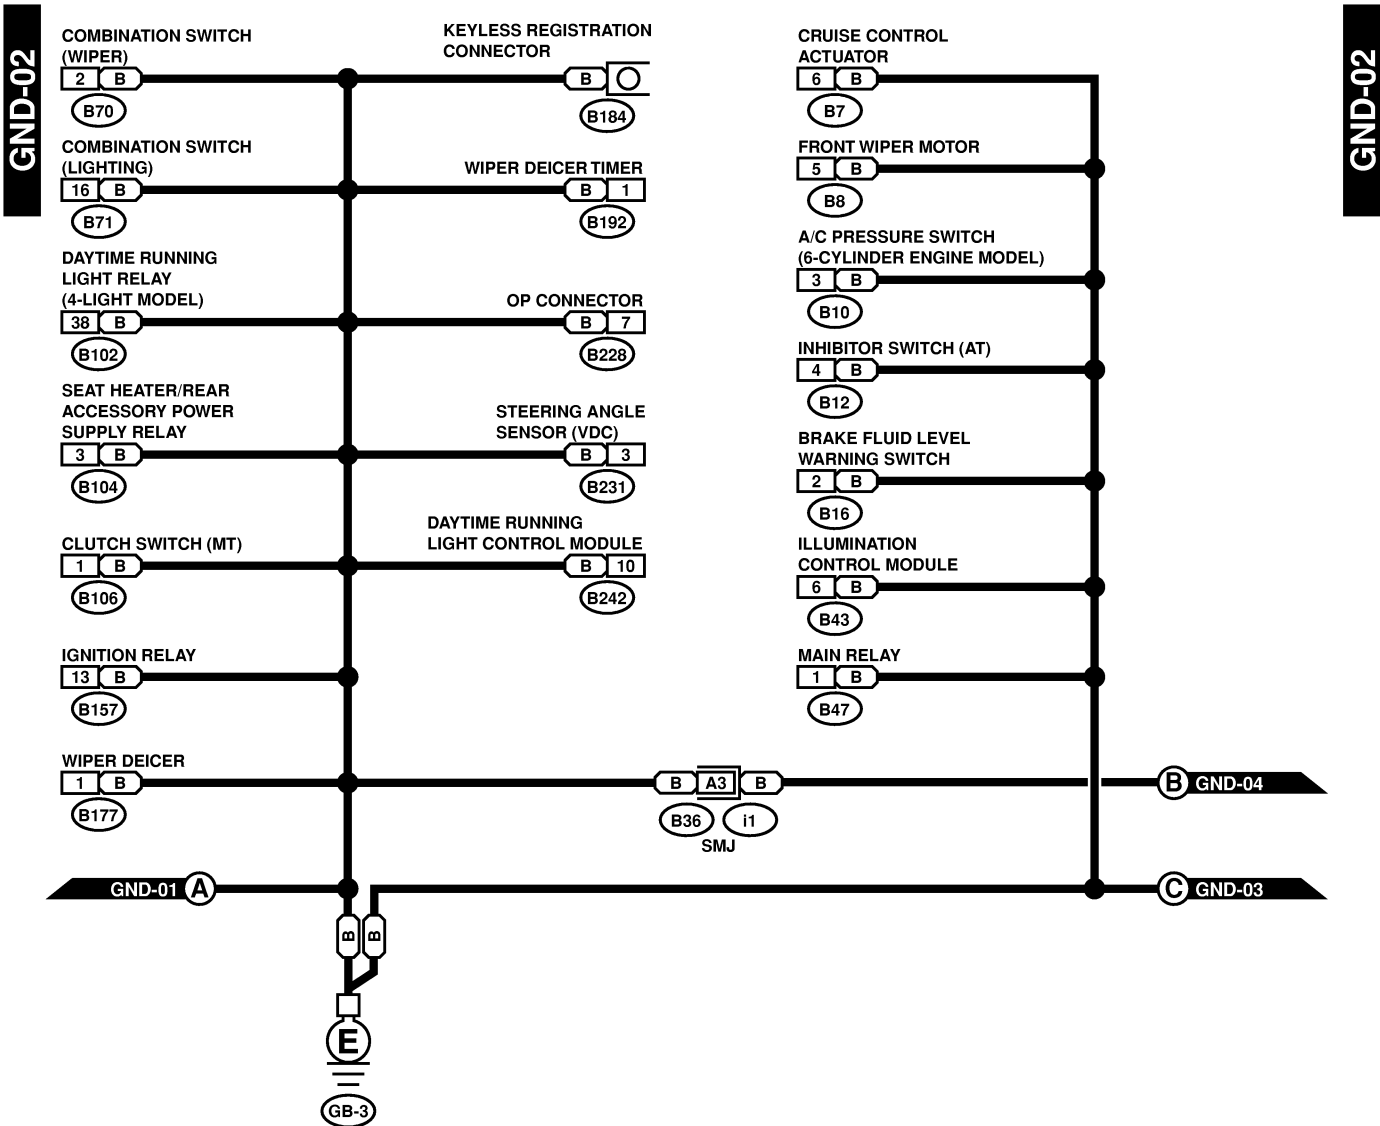 GND-02
COMBINATION SWITCH
(WIPER)
2 B
B70
COMBINATION SWITCH
(LIGHTING)
16 B
B71
DAYTIME RUNNING
LIGHT RELAY
(4-LIGHT MODEL)
38 B
B102
SEAT HEATER/REAR
ACCESSORY POWER
SUPPLY RELAY
3 B
B104
CLUTCH SWITCH (MT)
1 B
B106
IGNITION RELAY
13 B
B157
WIPER DEICER
1 B
B177
KEYLESS REGISTRATION
CONNECTOR
B
B184
WIPER DEICER TIMER
B 1
B192
OP CONNECTOR
B 7
B228
STEERING ANGLE
SENSOR (VDC)
B 3
B231
DAYTIME RUNNING
LIGHT CONTROL MODULE
B 10
B242
CRUISE CONTROL
ACTUATOR
6 B
B7
FRONT WIPER MOTOR
5 B
B8
A/C PRESSURE SWITCH
(6-CYLINDER ENGINE MODEL)
3 B
B10
INHIBITOR SWITCH (AT)
4 B
B12
BRAKE FLUID LEVEL
WARNING SWITCH
2 B
B16
ILLUMINATION
CONTROL MODULE
6 B
B43
MAIN RELAY
1 B
B47
GND-02
B A3 B
B36 i1
SMJ
B GND-04
GND-01 A
C GND-03
B B
E
GB-3